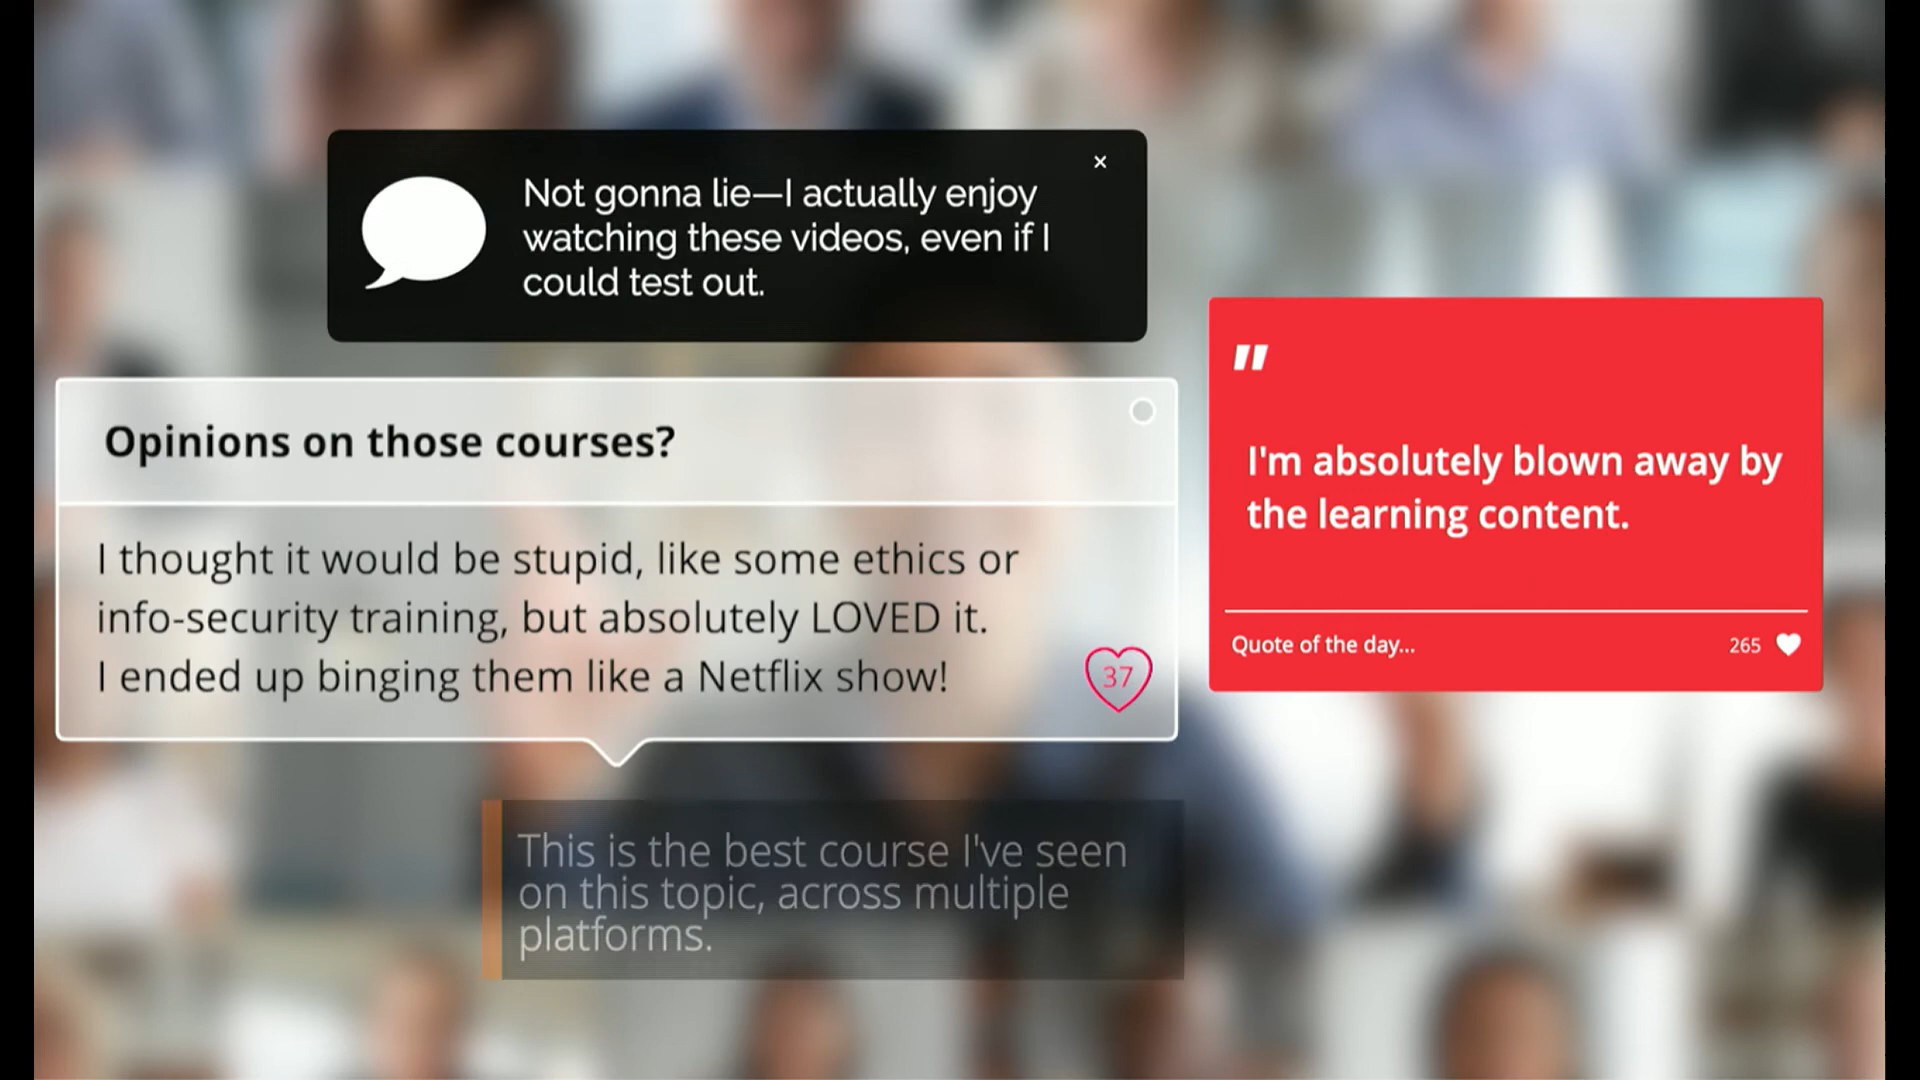 Not gonna lie—I actually enjoy
watching these videos, even if I
could test out.
Opinions on those courses?
I thought it would be stupid, like some ethics or
info-security training, but absolutely LOVED it.
I ended up binging them like a Netflix show!
37
"
I'm absolutely blown away by
the learning content.
Quote of the day...
265
This is the best course I've seen
on this topic, across multiple
platforms.